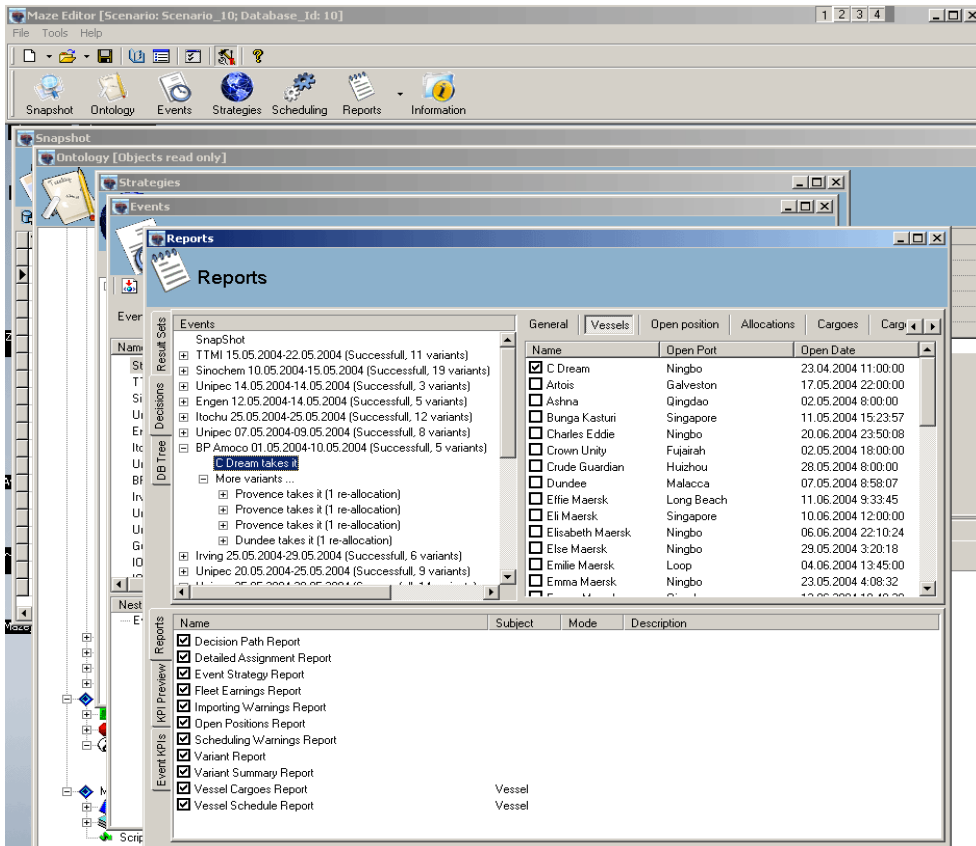 Maze Editor [Scenario: Scenario_10; Database_Id: 10]
1 2 3 4
File Tools Help
Snapshot Ontology Events Strategies Scheduling Reports Information
Snapshot
Ontology [Objects read only]
Strategies
Events
Reports
Reports
Result Sets
Decisions
DB Tree
Events
SnapShot
TTMI 15.05.2004-22.05.2004 (Successfull, 11 variants)
Sinochem 10.05.2004-15.05.2004 (Successfull, 19 variants)
Unipec 14.05.2004-14.05.2004 (Successfull, 3 variants)
Engen 12.05.2004-14.05.2004 (Successfull, 5 variants)
Itochu 25.05.2004-25.05.2004 (Successfull, 12 variants)
Unipec 07.05.2004-09.05.2004 (Successfull, 8 variants)
BP Amoco 01.05.2004-10.05.2004 (Successfull, 5 variants)
C Dream takes it
More variants ...
Provence takes it (1 re-allocation)
Provence takes it (1 re-allocation)
Provence takes it (1 re-allocation)
Dundee takes it (1 re-allocation)
Irving 25.05.2004-29.05.2004 (Successfull, 6 variants)
Unipec 20.05.2004-25.05.2004 (Successfull, 9 variants)
General Vessels Open position Allocations Cargoes
Name Open Port Open Date
C Dream Ningbo 23.04.2004 11:00:00
Artois Galveston 17.05.2004 22:00:00
Ashna Qingdao 02.05.2004 8:00:00
Bunga Kasturi Singapore 11.05.2004 15:23:57
Charles Eddie Ningbo 20.06.2004 23:50:08
Crown Unity Fujairah 02.05.2004 18:00:00
Crude Guardian Huizhou 28.05.2004 8:00:00
Dundee Malacca 07.05.2004 8:58:07
Effie Maersk Long Beach 11.06.2004 9:33:45
Eli Maersk Singapore 10.06.2004 12:00:00
Elisabeth Maersk Ningbo 06.06.2004 22:10:24
Else Maersk Ningbo 29.05.2004 3:20:18
Emilie Maersk Loop 04.06.2004 13:45:00
Emma Maersk Ningbo 23.05.2004 4:08:32
Reports
KPI Preview
Event KPIs
Name Subject Mode Description
Decision Path Report
Detailed Assignment Report
Event Strategy Report
Fleet Earnings Report
Importing Warnings Report
Open Positions Report
Scheduling Warnings Report
Variant Report
Variant Summary Report
Vessel Cargoes Report Vessel
Vessel Schedule Report Vessel
Even
Nam
Nest
Scrip